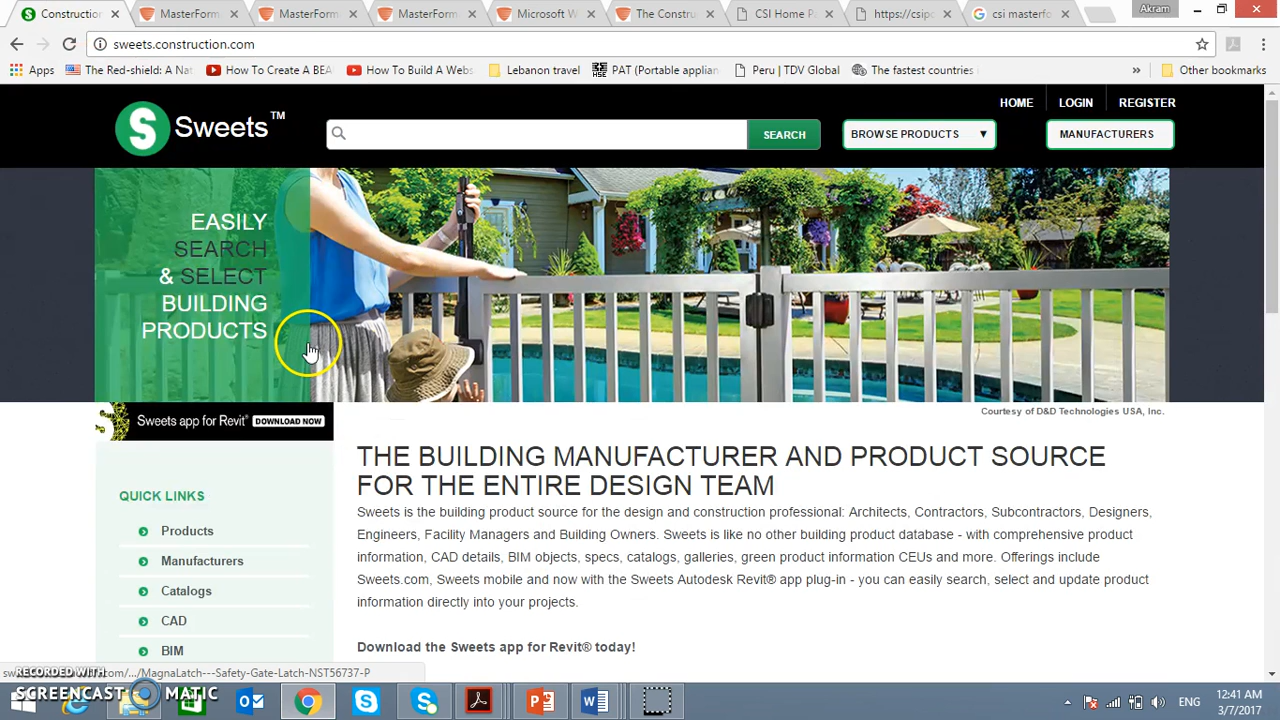 Constructio
MasterForm
MasterForm
MasterForm
Microsoft W
The Constru
CSI Home P
https://csipc
csi masterfo
Akram
sweets.construction.com
Apps
The Red-shield: A Na
How To Create A BEA
How To Build A Webs
Lebanon travel
PAT (Portable applian
Peru | TDV Global
The fastest countries
»
Other bookmarks
HOME
LOGIN
REGISTER
S Sweets™
SEARCH
BROWSE PRODUCTS ▼
MANUFACTURERS
EASILY
SEARCH
& SELECT
BUILDING
PRODUCTS
Courtesy of D&D Technologies USA, Inc.
Sweets app for Revit® DOWNLOAD NOW
THE BUILDING MANUFACTURER AND PRODUCT SOURCE
FOR THE ENTIRE DESIGN TEAM
Sweets is the building product source for the design and construction professional: Architects, Contractors, Subcontractors, Designers,
Engineers, Facility Managers and Building Owners. Sweets is like no other building product database - with comprehensive product
information, CAD details, BIM objects, specs, catalogs, galleries, green product information CEUs and more. Offerings include
Sweets.com, Sweets mobile and now with the Sweets Autodesk Revit® app plug-in - you can easily search, select and update product
information directly into your projects.
Download the Sweets app for Revit® today!
QUICK LINKS
Products
Manufacturers
Catalogs
CAD
BIM
com/.../MagnaLatch---Safety-Gate-Latch-NST56737-P
RECORDED WITH
SCREENCAST MATIC
ENG
12:41 AM
3/7/2017